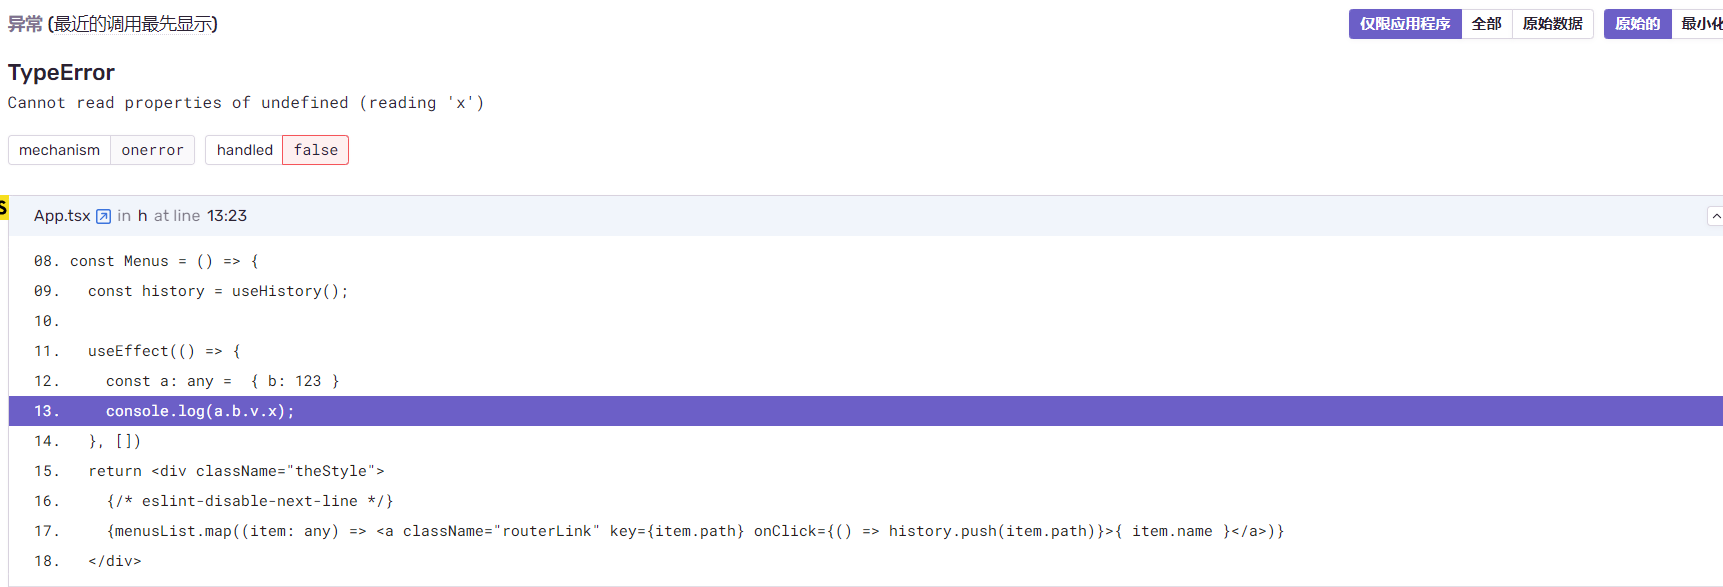 异常 (最近的调用最先显示)
仅限应用程序 全部 原始数据 原始的 最小化
TypeError
Cannot read properties of undefined (reading 'x')
mechanism onerror handled false
App.tsx in h at line 13:23
08. const Menus = () => {
09. const history = useHistory();
10.
11. useEffect(() => {
12. const a: any =  { b: 123 }
13. console.log(a.b.v.x);
14. }, [])
15. return <div className="theStyle">
16. {/* eslint-disable-next-line */}
17. {menusList.map((item: any) => <a className="routerLink" key={item.path} onClick={() => history.push(item.path)}>{ item.name }</a>)}
18. </div>